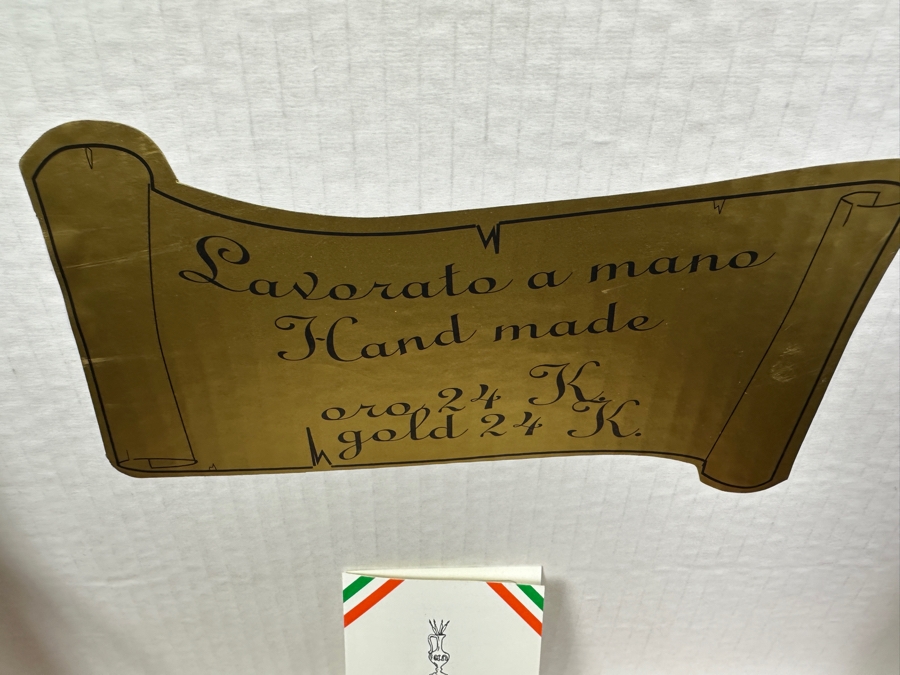 Lavorato a mano
Hand made
oro 24 K.
gold 24 K.